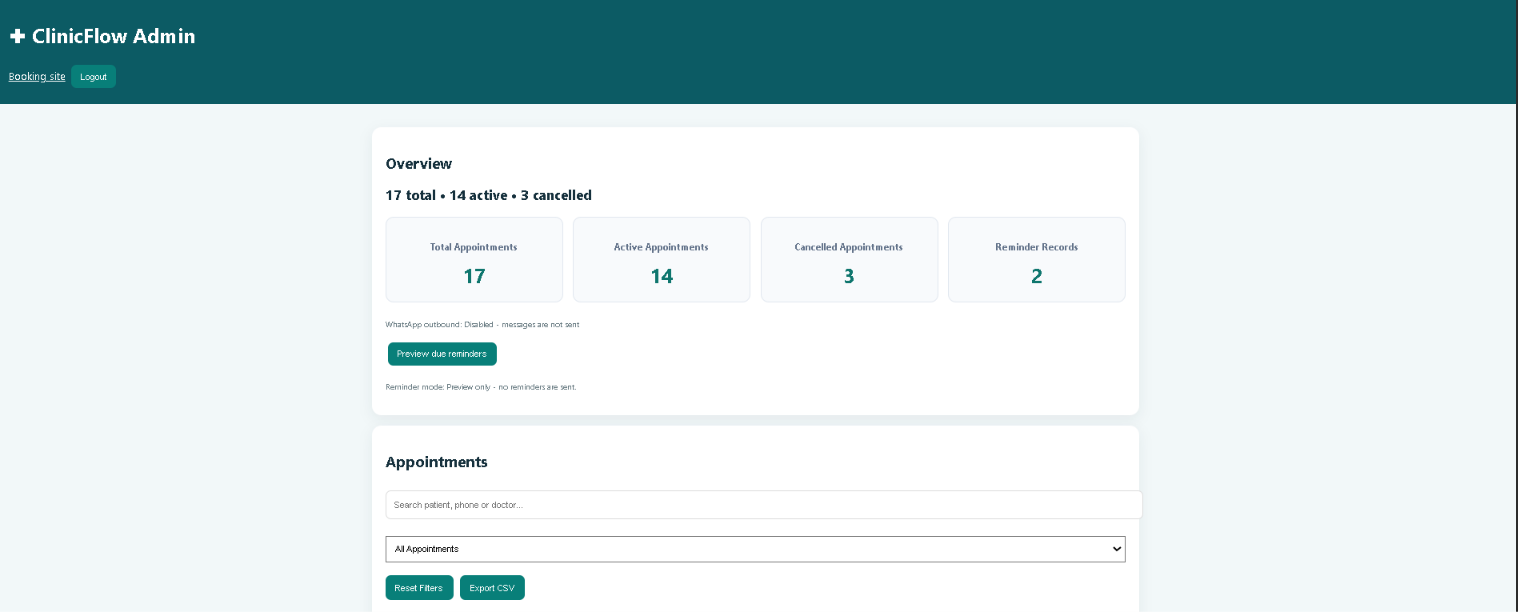 ✚ ClinicFlow Admin
Booking site Logout
Overview
17 total • 14 active • 3 cancelled
Total Appointments Active Appointments Cancelled Appointments Reminder Records
17 14 3 2
WhatsApp outbound: Disabled - messages are not sent
Preview due reminders
Reminder mode: Preview only - no reminders are sent.
Appointments
Search patient, phone or doctor...
All Appointments
Reset Filters Export CSV